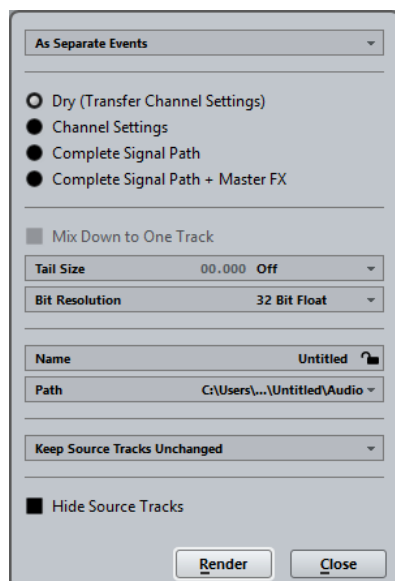 As Separate Events
Dry (Transfer Channel Settings)
Channel Settings
Complete Signal Path
Complete Signal Path + Master FX
Mix Down to One Track
Tail Size 00.000 Off
Bit Resolution 32 Bit Float
Name Untitled
Path C:\Users\...\Untitled\Audio
Keep Source Tracks Unchanged
Hide Source Tracks
Render Close